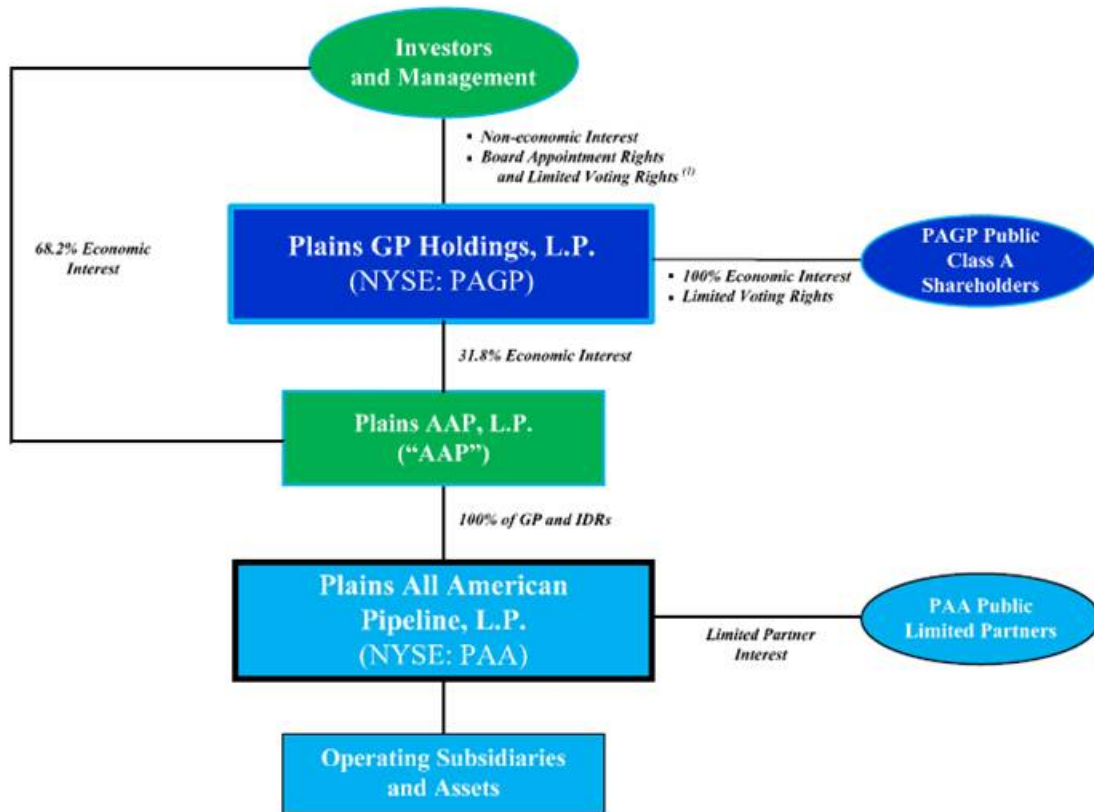 Investors
and Management
▪ Non-economic Interest
▪ Board Appointment Rights
and Limited Voting Rights (1)
68.2% Economic
Interest
Plains GP Holdings, L.P.
(NYSE: PAGP)
▪ 100% Economic Interest
▪ Limited Voting Rights
PAGP Public
Class A
Shareholders
31.8% Economic Interest
Plains AAP, L.P.
(“AAP”)
100% of GP and IDRs
Plains All American
Pipeline, L.P.
(NYSE: PAA)
Limited Partner
Interest
PAA Public
Limited Partners
Operating Subsidiaries
and Assets